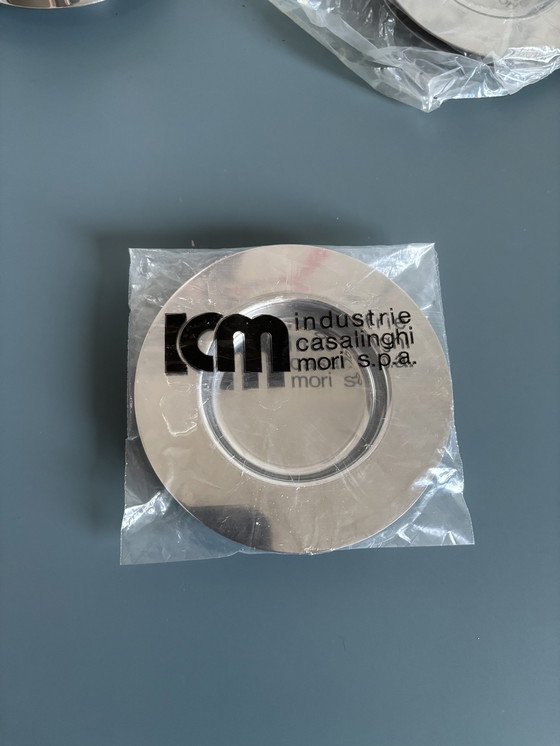 ICM industrie
casalinghi
mori s.p.a.